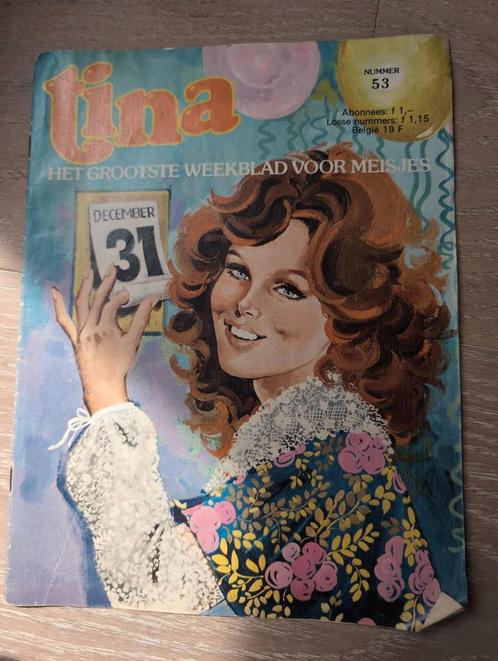 tina
HET GROOTSTE WEEKBLAD VOOR MEISJES
NUMMER
53
Abonnees: f 1,-
Losse nummers: f 1,15
België 19 F
DECEMBER
31